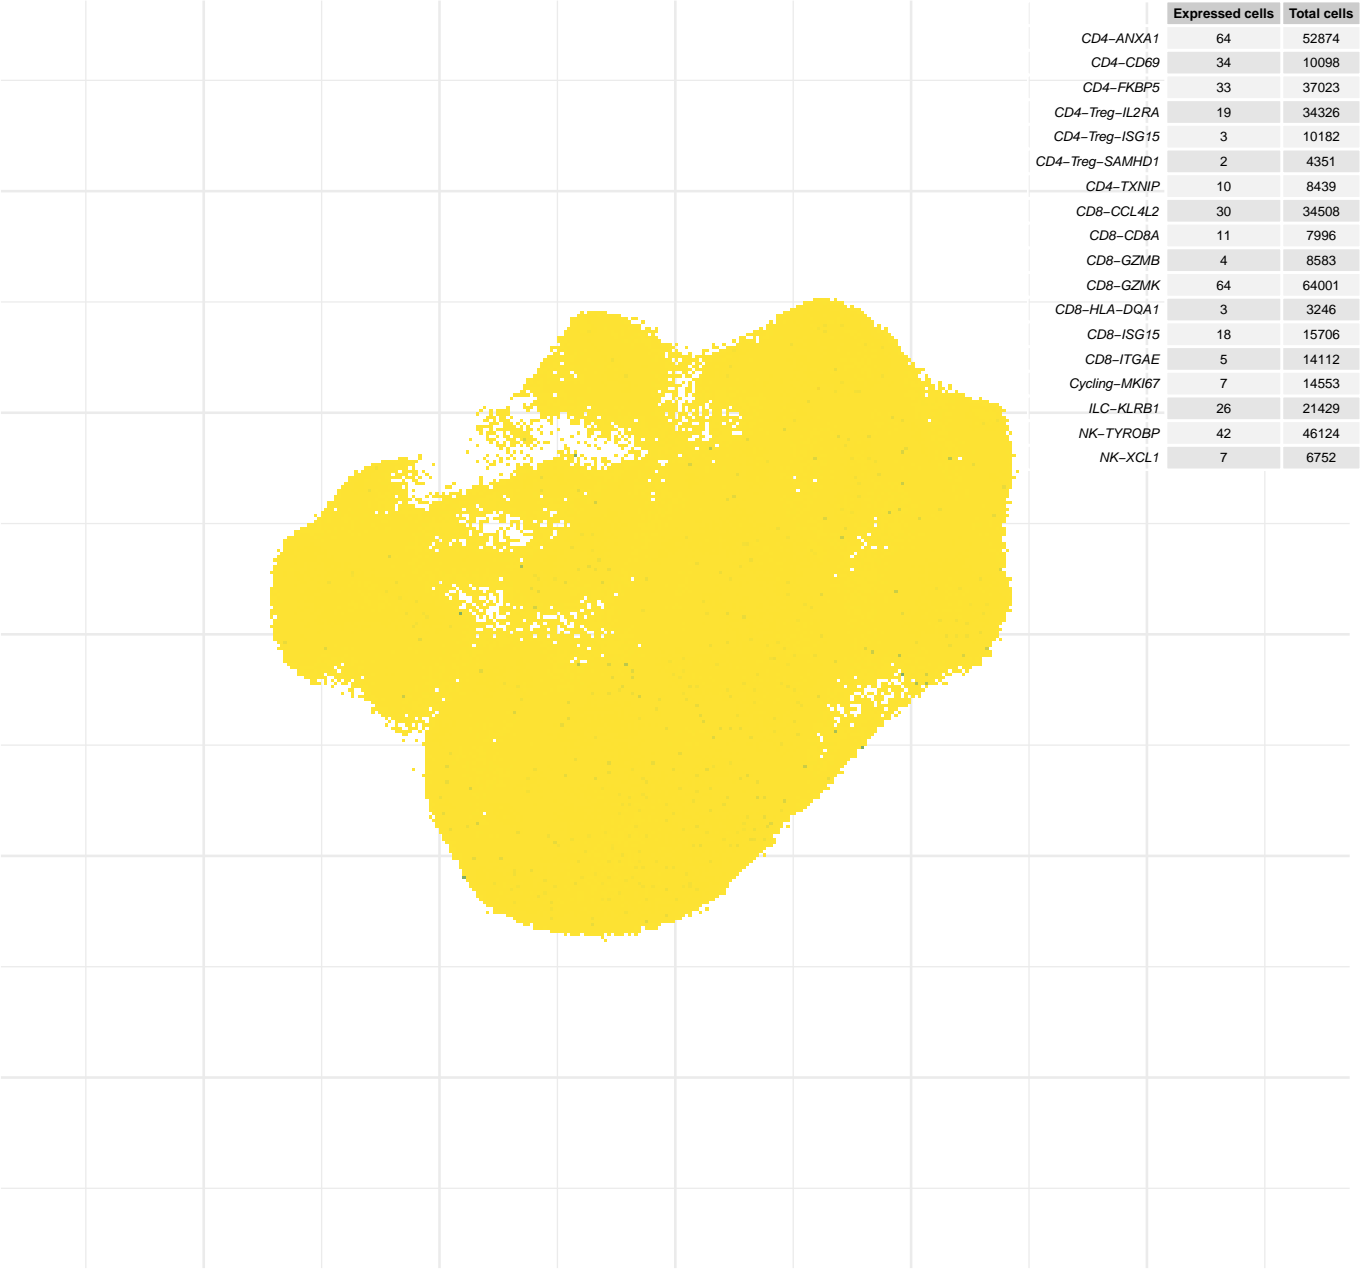 Expressed cells Total cells
CD4−ANXA1 64 52874
CD4−CD69 34 10098
CD4−FKBP5 33 37023
CD4−Treg−IL2RA 19 34326
CD4−Treg−ISG15 3 10182
CD4−Treg−SAMHD1 2 4351
CD4−TXNIP 10 8439
CD8−CCL4L2 30 34508
CD8−CD8A 11 7996
CD8−GZMB 4 8583
CD8−GZMK 64 64001
CD8−HLA−DQA1 3 3246
CD8−ISG15 18 15706
CD8−ITGAE 5 14112
Cycling−MKI67 7 14553
ILC−KLRB1 26 21429
NK−TYROBP 42 46124
NK−XCL1 7 6752